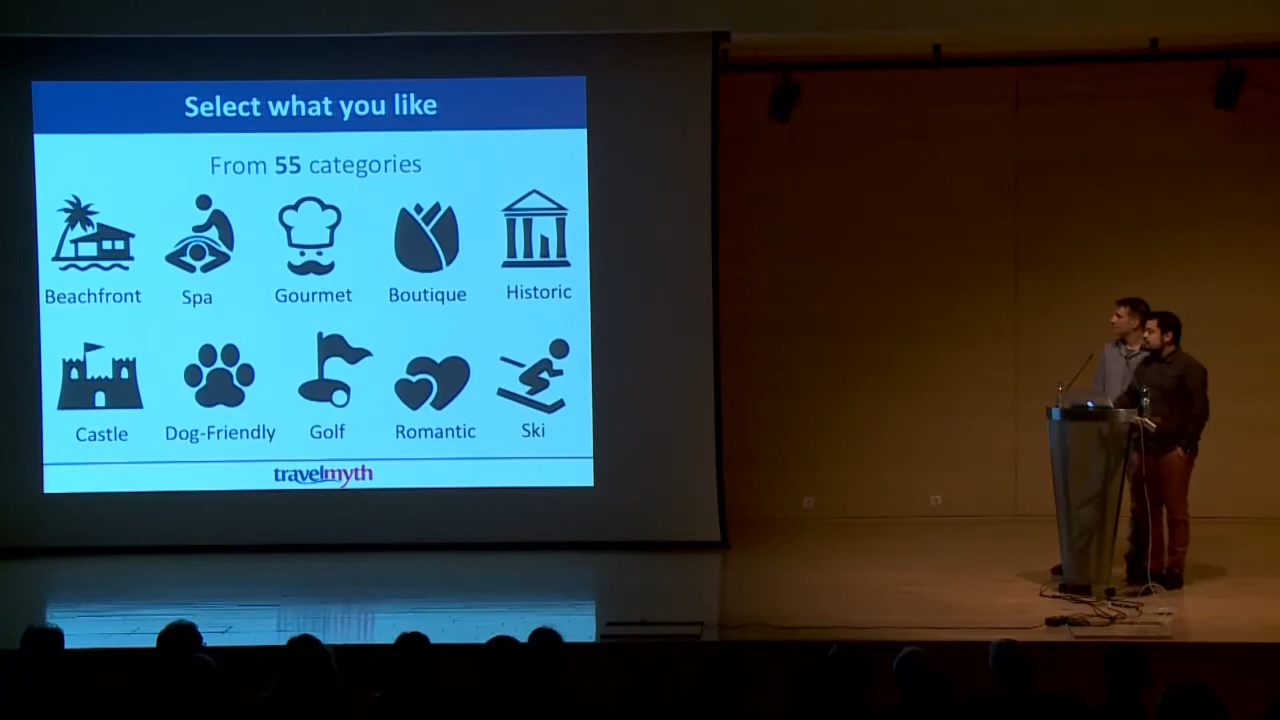 Select what you like
From 55 categories
Beachfront Spa Gourmet Boutique Historic
Castle Dog-Friendly Golf Romantic Ski
travelmyth